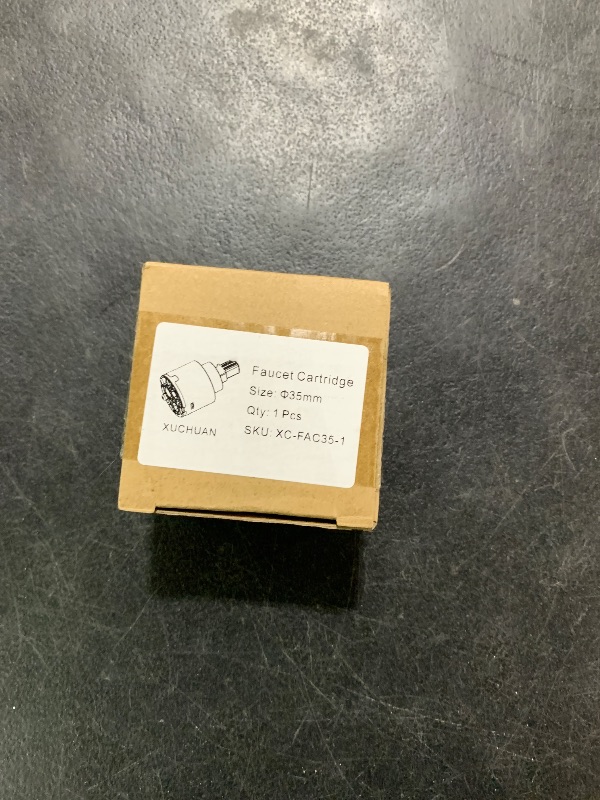 Faucet Cartridge
Size: Φ35mm
Qty: 1 Pcs
XUCHUAN
SKU: XC-FAC35-1